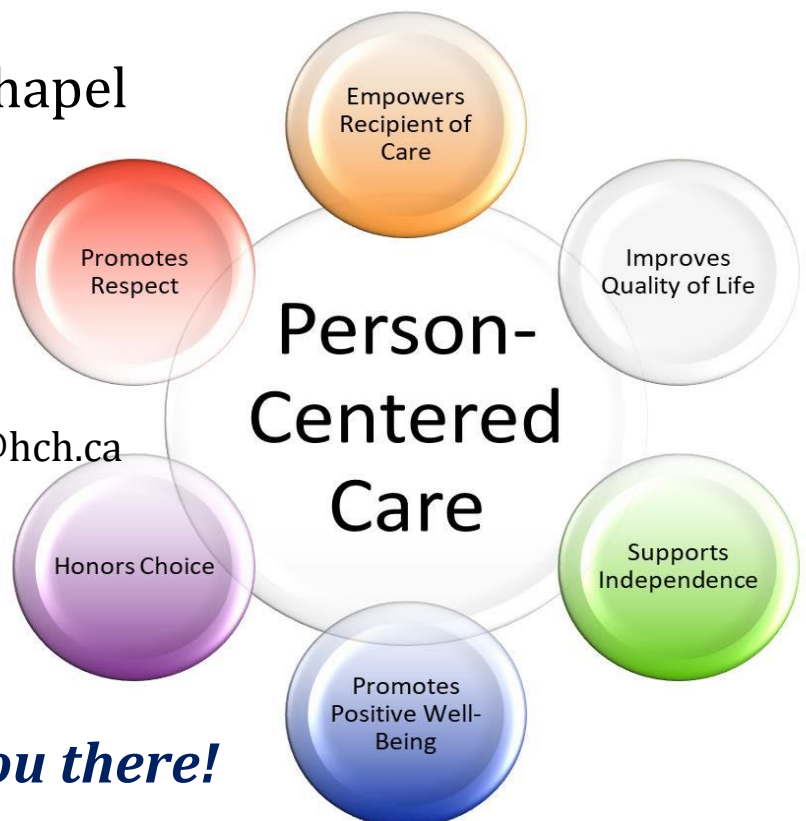 hapel
@hch.ca
ou there!
Empowers
Recipient of
Care
Improves
Quality of Life
Supports
Independence
Promotes
Positive Well-
Being
Honors Choice
Promotes
Respect
Person-
Centered
Care